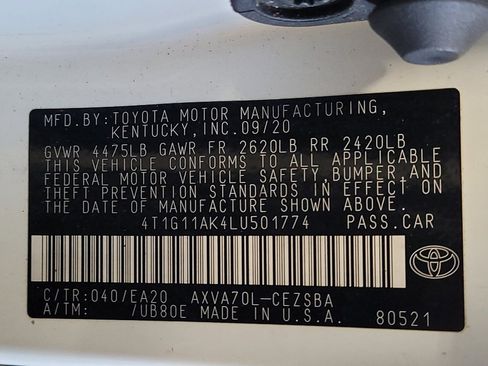 MFD.BY:TOYOTA MOTOR MANUFACTURING,
KENTUCKY,INC.09/20
GVWR 4475LB GAWR FR 2620LB RR 2420LB
THIS VEHICLE CONFORMS TO ALL APPLICABLE
FEDERAL MOTOR VEHICLE SAFETY,BUMPER,AND
THEFT PREVENTION STANDARDS IN EFFECT
ON THE DATE OF MANUFACTURE SHOWN ABOVE.
4T1G11AK4LU501774 PASS.CAR
C/TR:040/EA20 AXVA70L-CEZSBA
A/TM: /UB80E MADE IN U.S.A. 80521